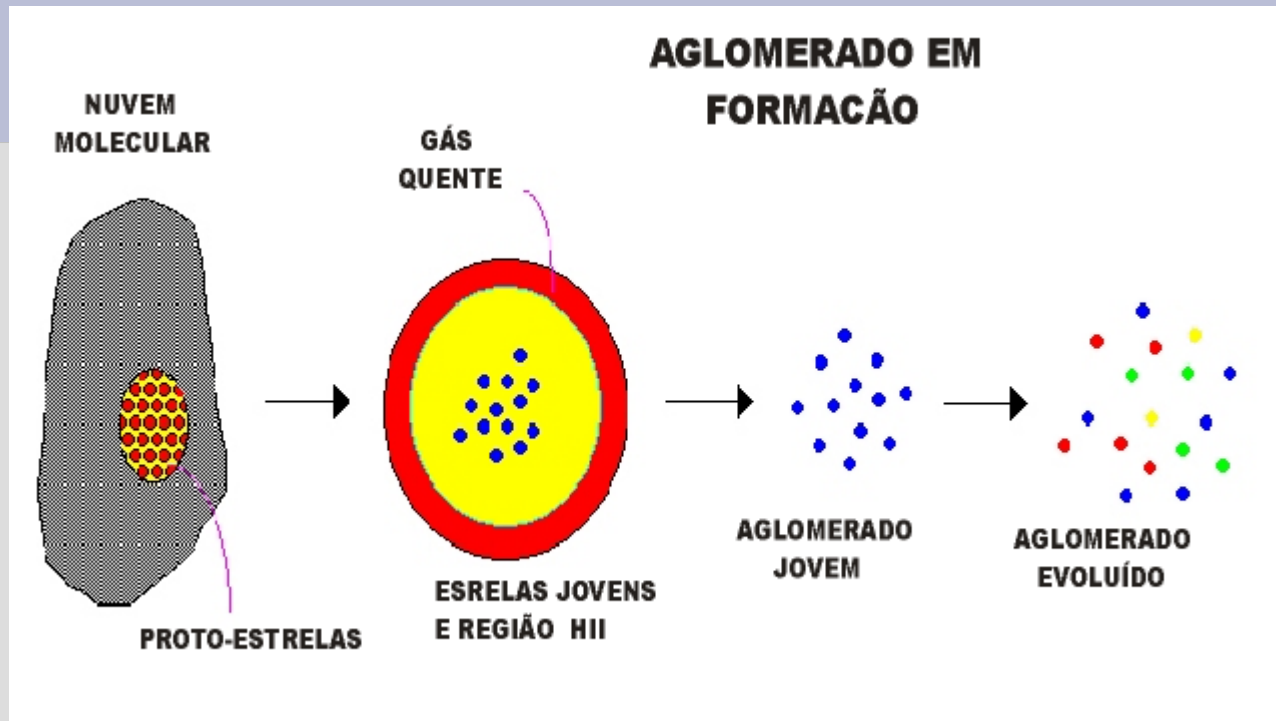 AGLOMERADO EM
FORMACÃO
NUVEM
MOLECULAR
GÁS
QUENTE
PROTO-ESTRELAS
ESRELAS JOVENS
E REGIÃO HII
AGLOMERADO
JOVEM
AGLOMERADO
EVOLUÍDO